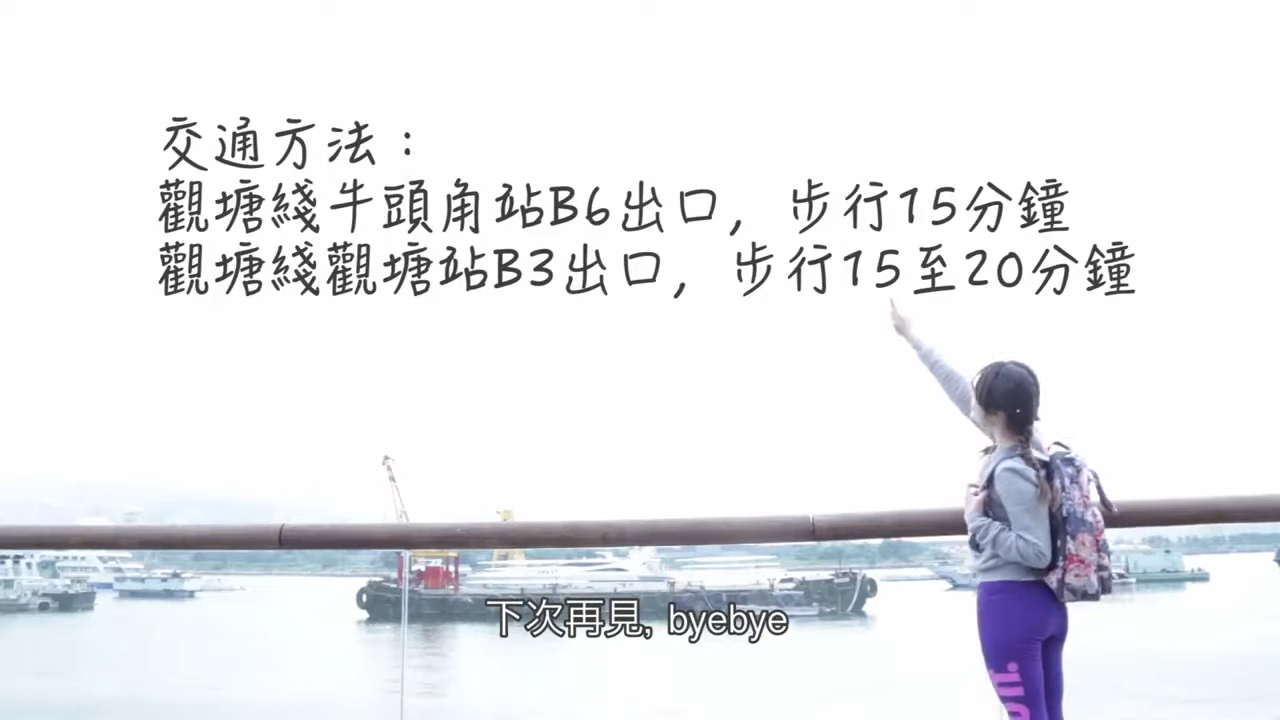 交通方法：
觀塘綫牛頭角站B6出口，步行15分鐘
觀塘綫觀塘站B3出口，步行15至20分鐘
下次再見, byebye